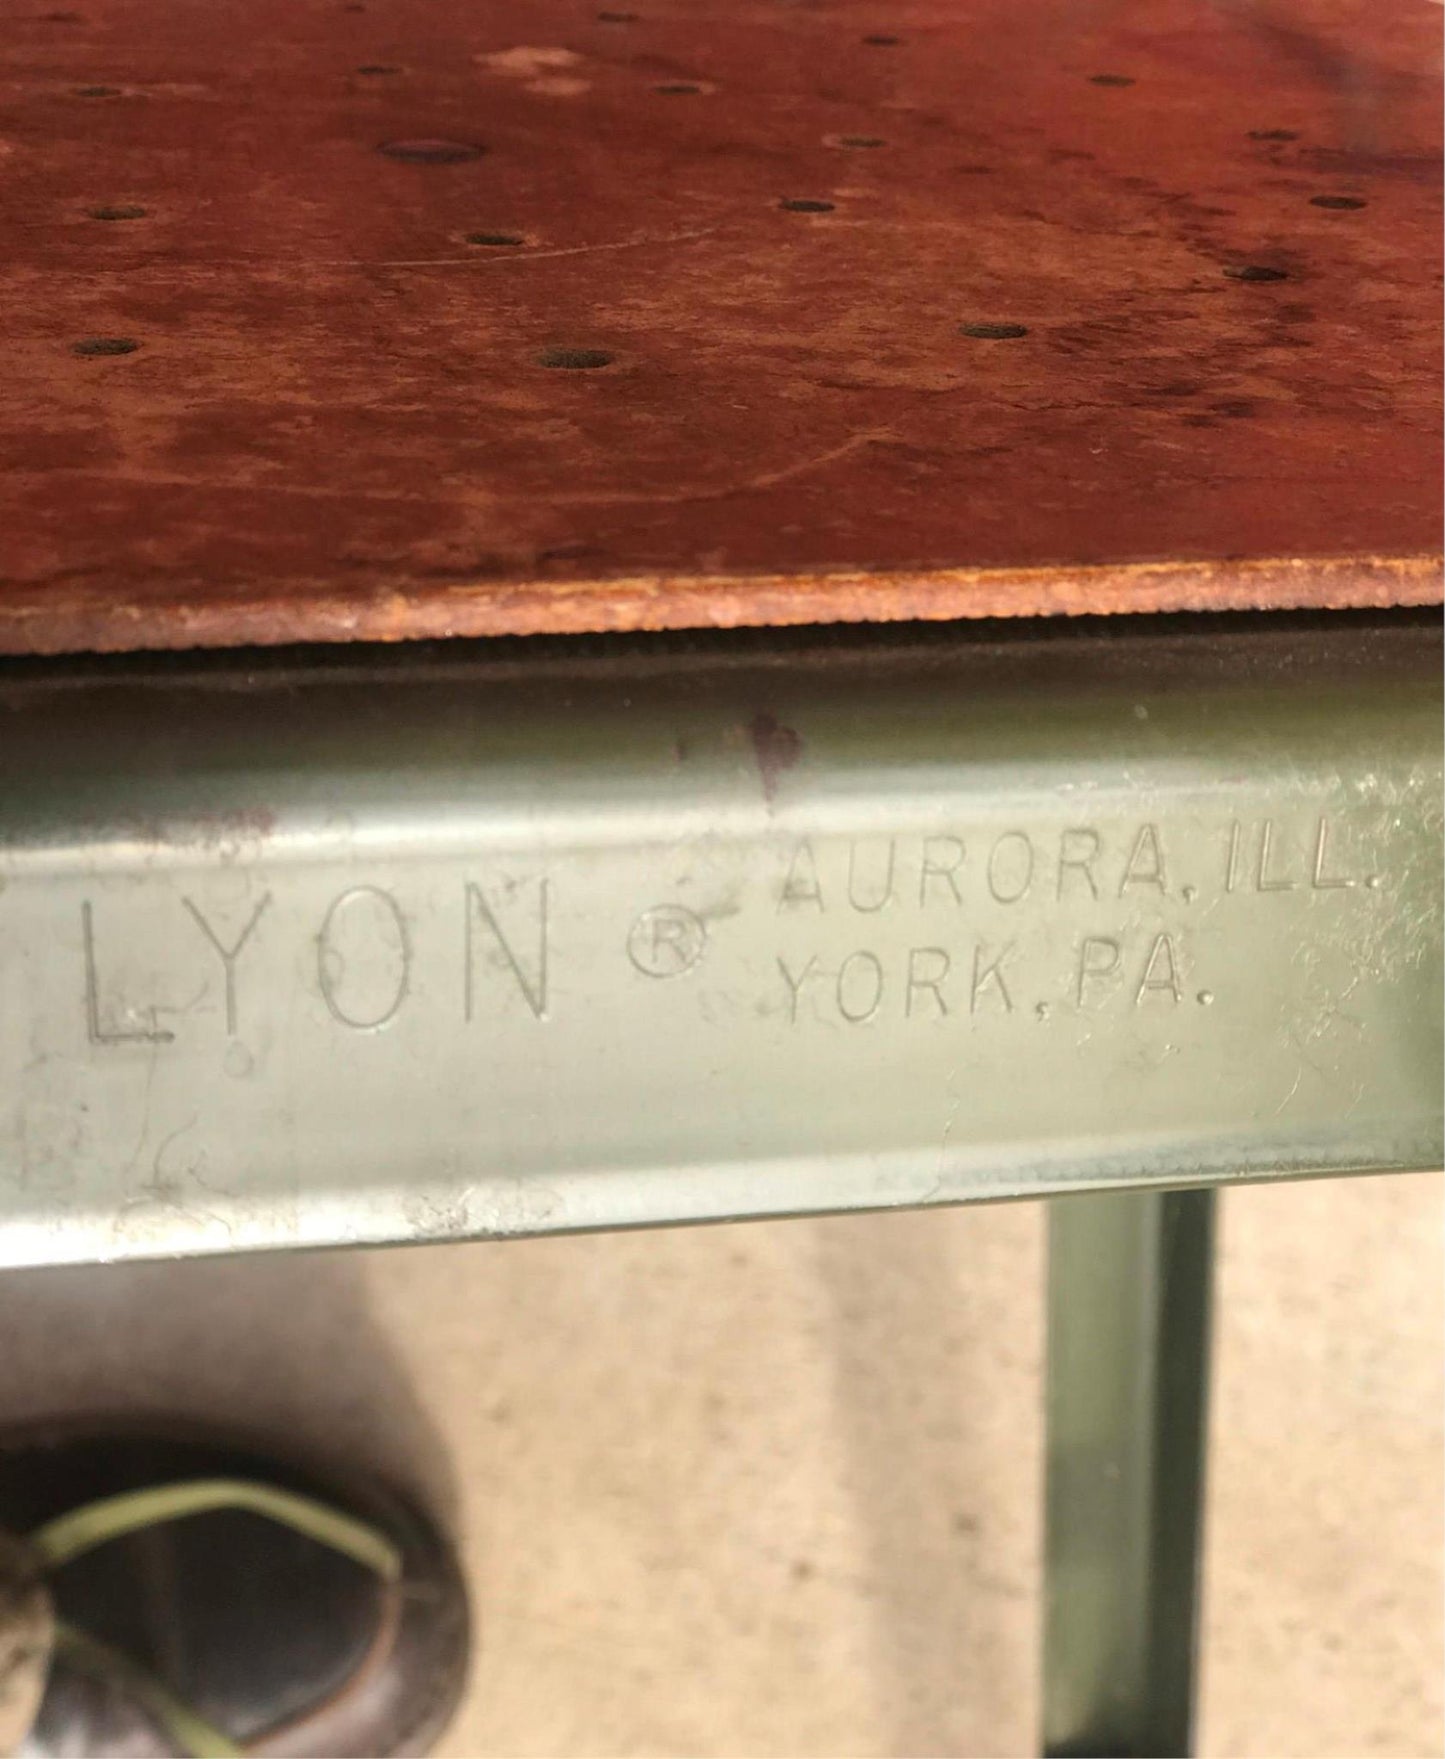 LYON ®
AURORA, ILL.
YORK, PA.